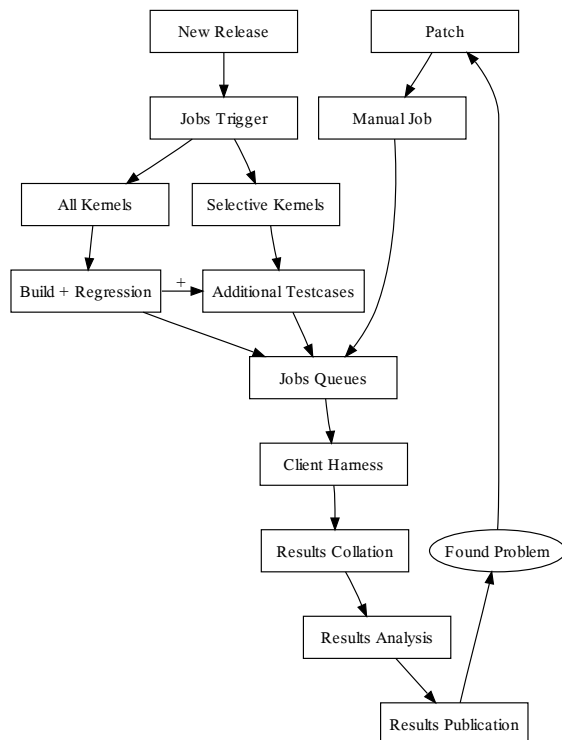 New Release
Patch
Jobs Trigger
Manual Job
All Kernels
Selective Kernels
Build + Regression
+
Additional Testcases
Jobs Queues
Client Harness
Results Collation
Found Problem
Results Analysis
Results Publication